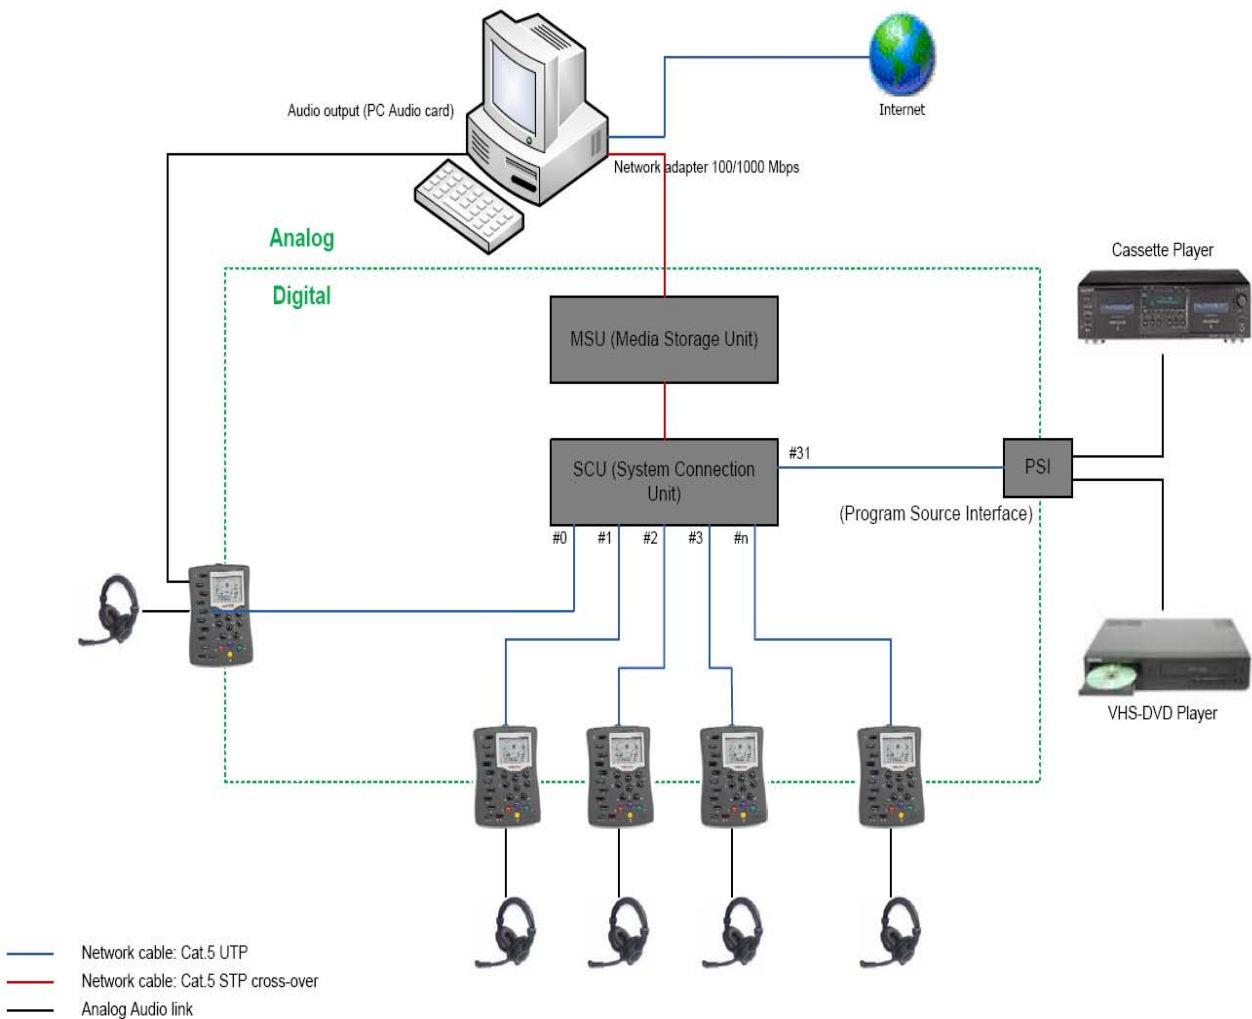 Audio output (PC Audio card)
Internet
Network adapter 100/1000 Mbps
Analog
Digital
Cassette Player
MSU (Media Storage Unit)
SCU (System Connection
Unit)
#31
PSI
(Program Source Interface)
#0
#1
#2
#3
#n
VHS-DVD Player
Network cable: Cat.5 UTP
Network cable: Cat.5 STP cross-over
Analog Audio link